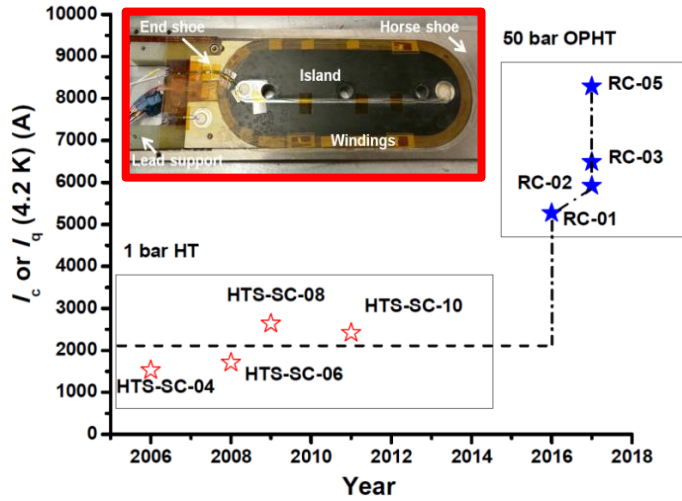 10000
9000
8000
7000
6000
5000
4000
3000
2000
1000
0
I_c or I_q (4.2 K) (A)
End shoe
Horse shoe
Island
Windings
Lead support
50 bar OPHT
RC-05
RC-03
RC-02
RC-01
1 bar HT
HTS-SC-08
HTS-SC-10
HTS-SC-04
HTS-SC-06
2006
2008
2010
2012
2014
2016
2018
Year